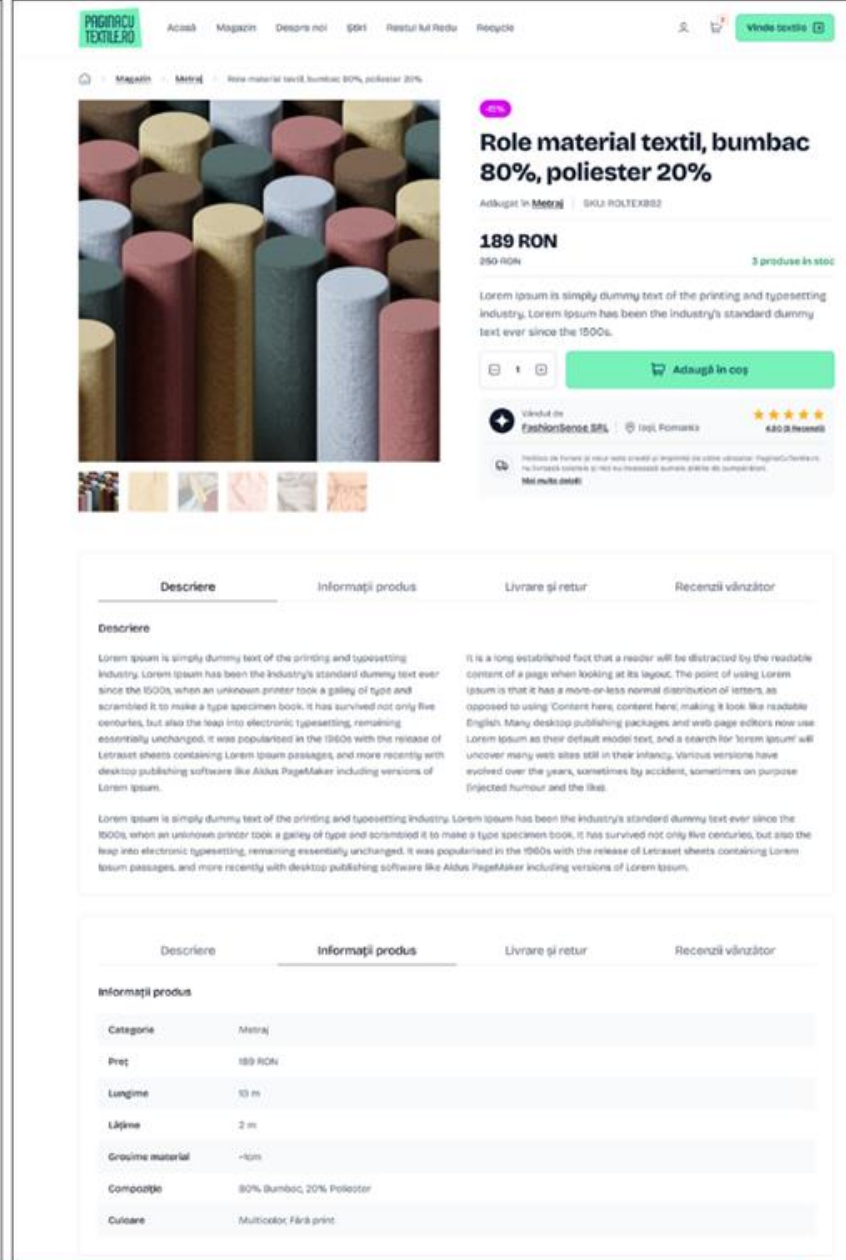 PAGINACU
TEXTILE.RO
Acasă Magazin Despre noi Știri Restul lui Redu Recycle
Vinde textile
Magazin Metraj Role material textil, bumbac 80%, poliester 20%
Role material textil, bumbac
80%, poliester 20%
Adăugat în Metraj SKU: ROLTEX892
189 RON
250 RON 3 produse în stoc
Lorem Ipsum is simply dummy text of the printing and typesetting
industry. Lorem Ipsum has been the industry's standard dummy
text ever since the 1500s.
1 Adaugă în coș
Vândut de
FashionSense SRL Iași, Romania
Mai multe detalii
Descriere Informații produs Livrare și retur Recenzii vânzător
Descriere
Lorem Ipsum is simply dummy text of the printing and typesetting
industry. Lorem Ipsum has been the industry's standard dummy text ever
since the 1500s, when an unknown printer took a galley of type and
scrambled it to make a type specimen book. It has survived not only five
centuries, but also the leap into electronic typesetting, remaining
essentially unchanged. It was popularised in the 1960s with the release of
Letraset sheets containing Lorem Ipsum passages, and more recently with
desktop publishing software like Aldus PageMaker including versions of
Lorem Ipsum.
It is a long established fact that a reader will be distracted by the readable
content of a page when looking at its layout. The point of using Lorem
Ipsum is that it has a more-or-less normal distribution of letters, as
opposed to using 'Content here, content here', making it look like readable
English. Many desktop publishing packages and web page editors now use
Lorem Ipsum as their default model text, and a search for 'lorem ipsum' will
uncover many web sites still in their infancy. Various versions have
evolved over the years, sometimes by accident, sometimes on purpose
(injected humour and the like).
Lorem Ipsum is simply dummy text of the printing and typesetting industry. Lorem Ipsum has been the industry's standard dummy text ever since the
1500s, when an unknown printer took a galley of type and scrambled it to make a type specimen book. It has survived not only five centuries, but also the
leap into electronic typesetting, remaining essentially unchanged. It was popularised in the 1960s with the release of Letraset sheets containing Lorem
Ipsum passages, and more recently with desktop publishing software like Aldus PageMaker including versions of Lorem Ipsum.
Descriere Informații produs Livrare și retur Recenzii vânzător
Informații produs
Categorie Metraj
Preț 189 RON
Lungime 10 m
Lățime 2 m
Grosime material ~1cm
Compoziție 80% Bumbac, 20% Poliester
Culoare Multicolor, Fără print